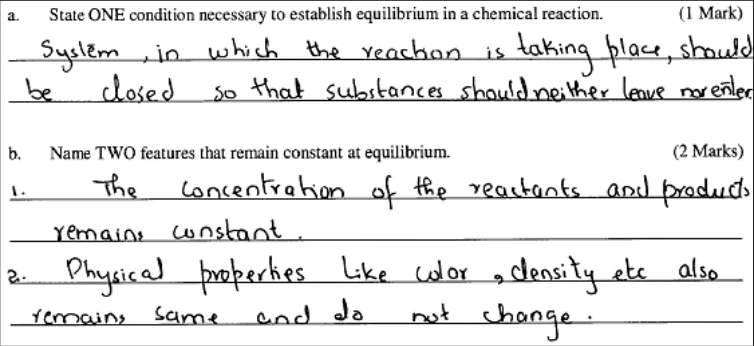 a. State ONE condition necessary to establish equilibrium in a chemical reaction. (1 Mark)
System, in which the reaction is taking place, should
be closed so that substances should neither leave nor enter
b. Name TWO features that remain constant at equilibrium. (2 Marks)
1. The concentration of the reactants and products
remains constant.
2. Physical properties like color, density etc also
remains same and do not change.